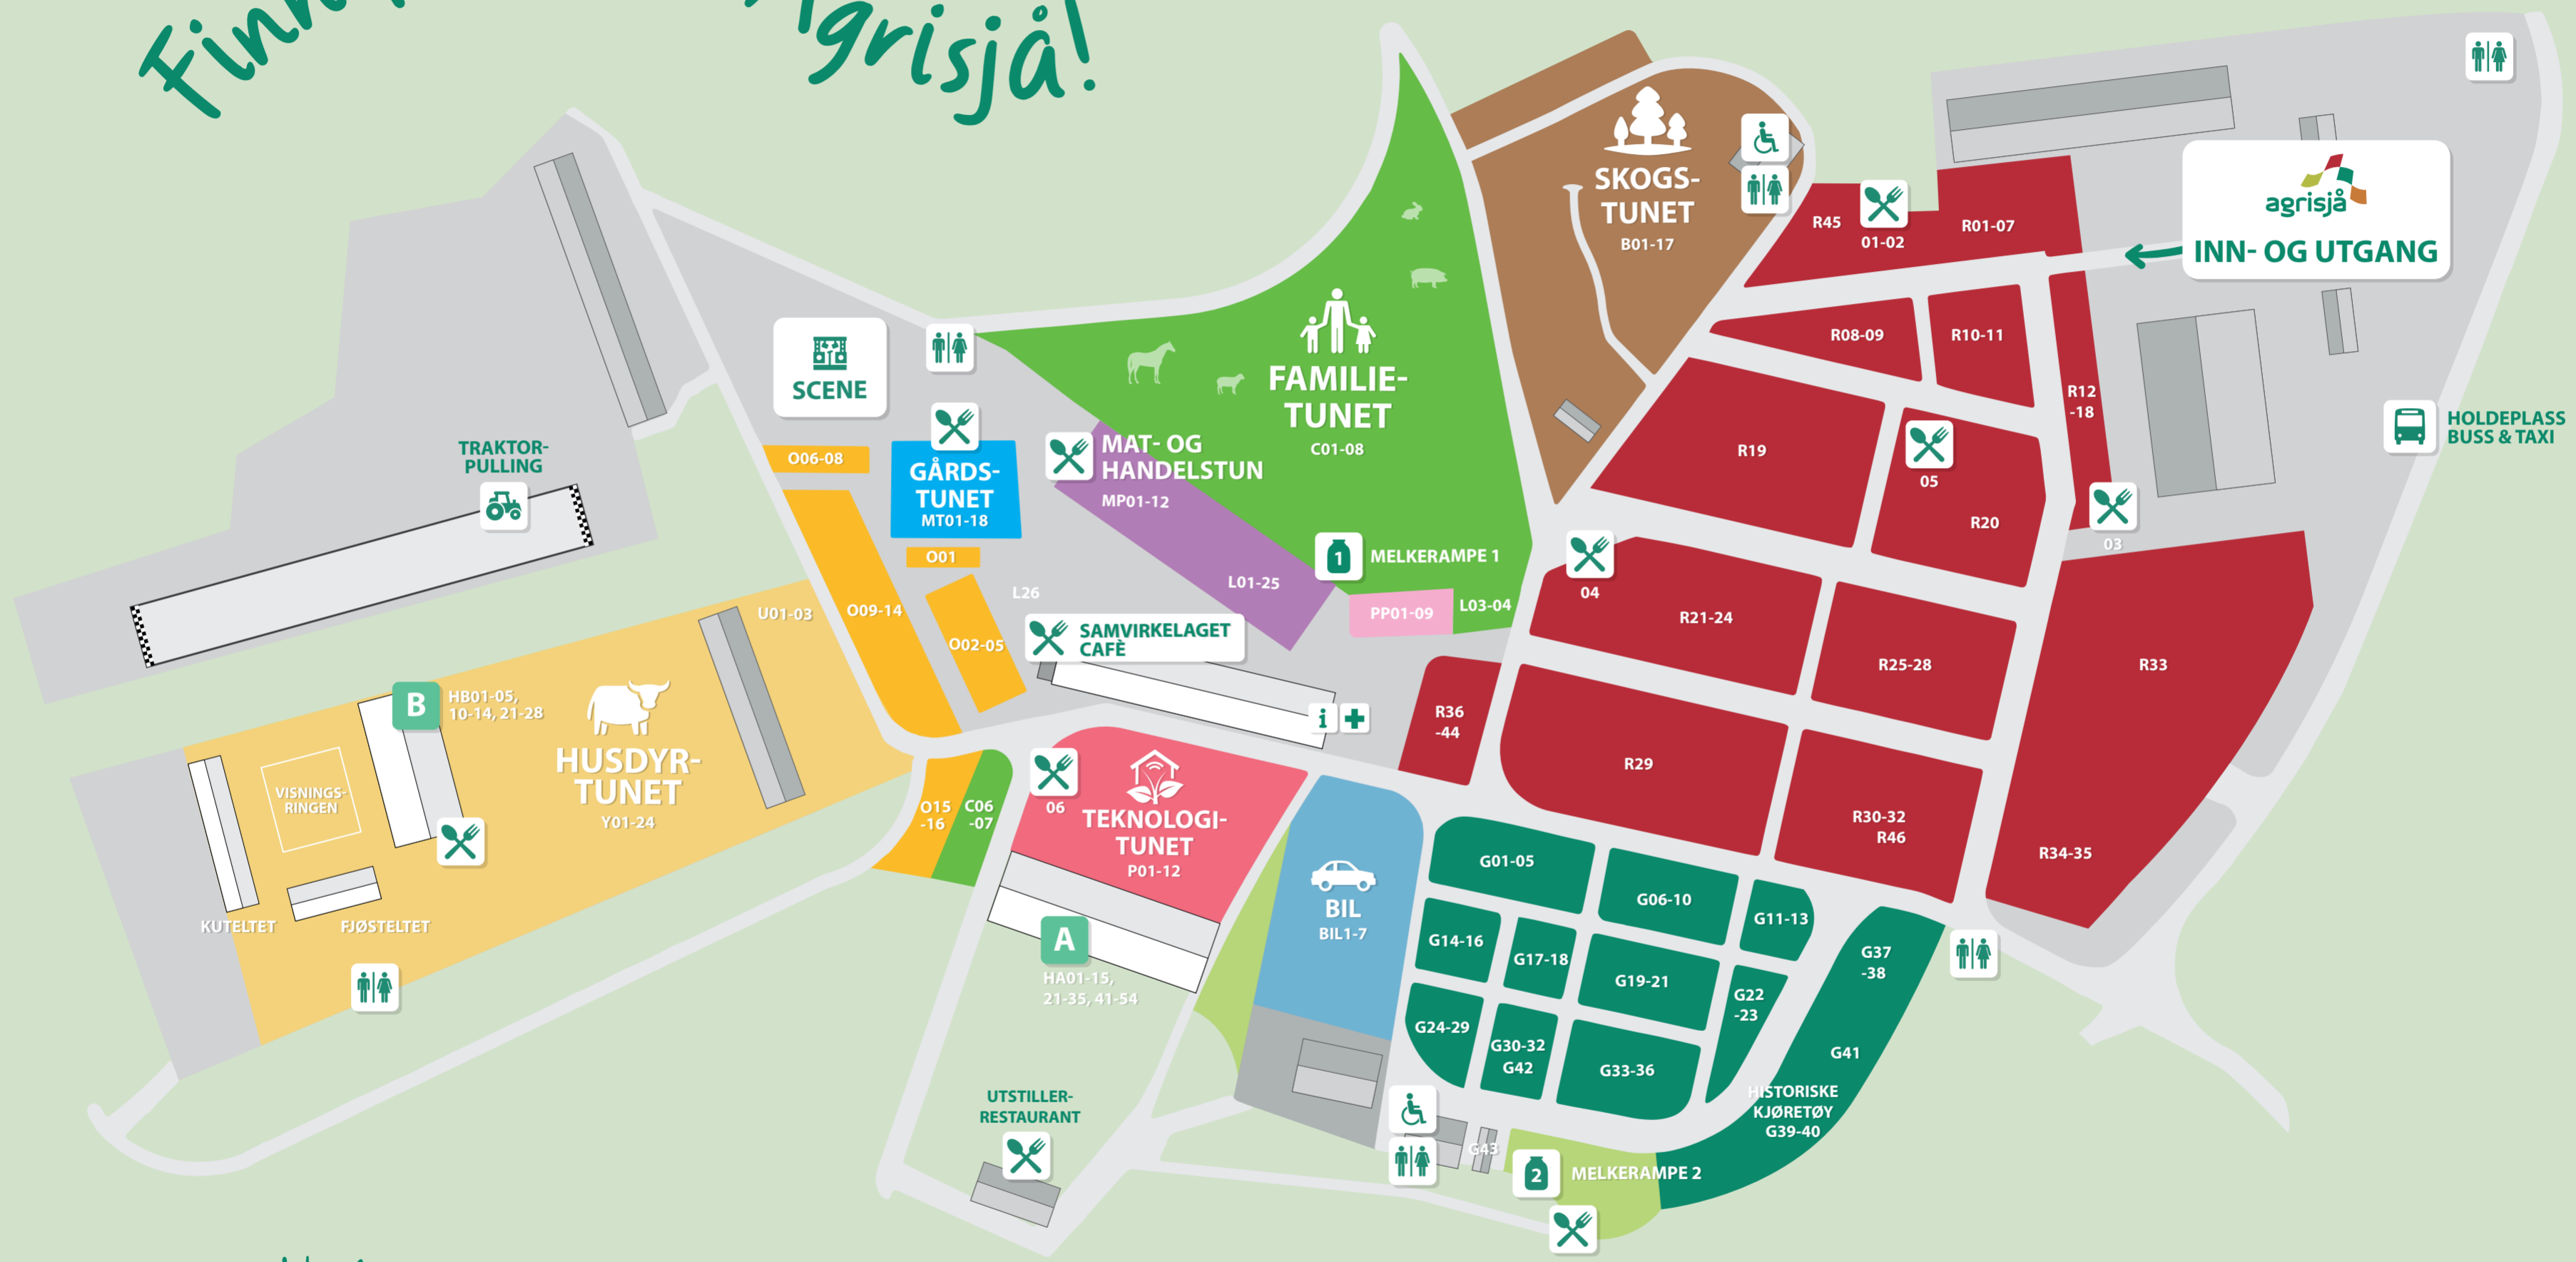 Agrisjå!
SKOGS-
TUNET
B01-17
R45
01-02
R01-07
agrisjå
INN- OG UTGANG
R08-09
R10-11
R12
-18
HOLDEPLASS
BUSS & TAXI
SCENE
FAMILIE-
TUNET
C01-08
TRAKTOR-
PULLING
O06-08
GÅRDS-
TUNET
MT01-18
MAT- OG
HANDELSTUN
MP01-12
R19
05
R20
03
O01
L01-25
1
MELKERAMPE 1
04
L26
U01-03
O09-14
O02-05
SAMVIRKELAGET
CAFÈ
PP01-09
L03-04
R21-24
R25-28
R33
B
HB01-05,
10-14, 21-28
HUSDYR-
TUNET
Y01-24
VISNINGS-
RINGEN
KUTELTET
FJØSTELTET
i
R36
-44
R29
R30-32
R46
R34-35
O15
-16
C06
-07
06
TEKNOLOGI-
TUNET
P01-12
A
HA01-15,
21-35, 41-54
BIL
BIL1-7
G01-05
G06-10
G11-13
G14-16
G17-18
G19-21
G22
-23
G37
-38
G24-29
G30-32
G42
G33-36
G41
HISTORISKE
KJØRETØY
G39-40
UTSTILLER-
RESTAURANT
G43
2
MELKERAMPE 2